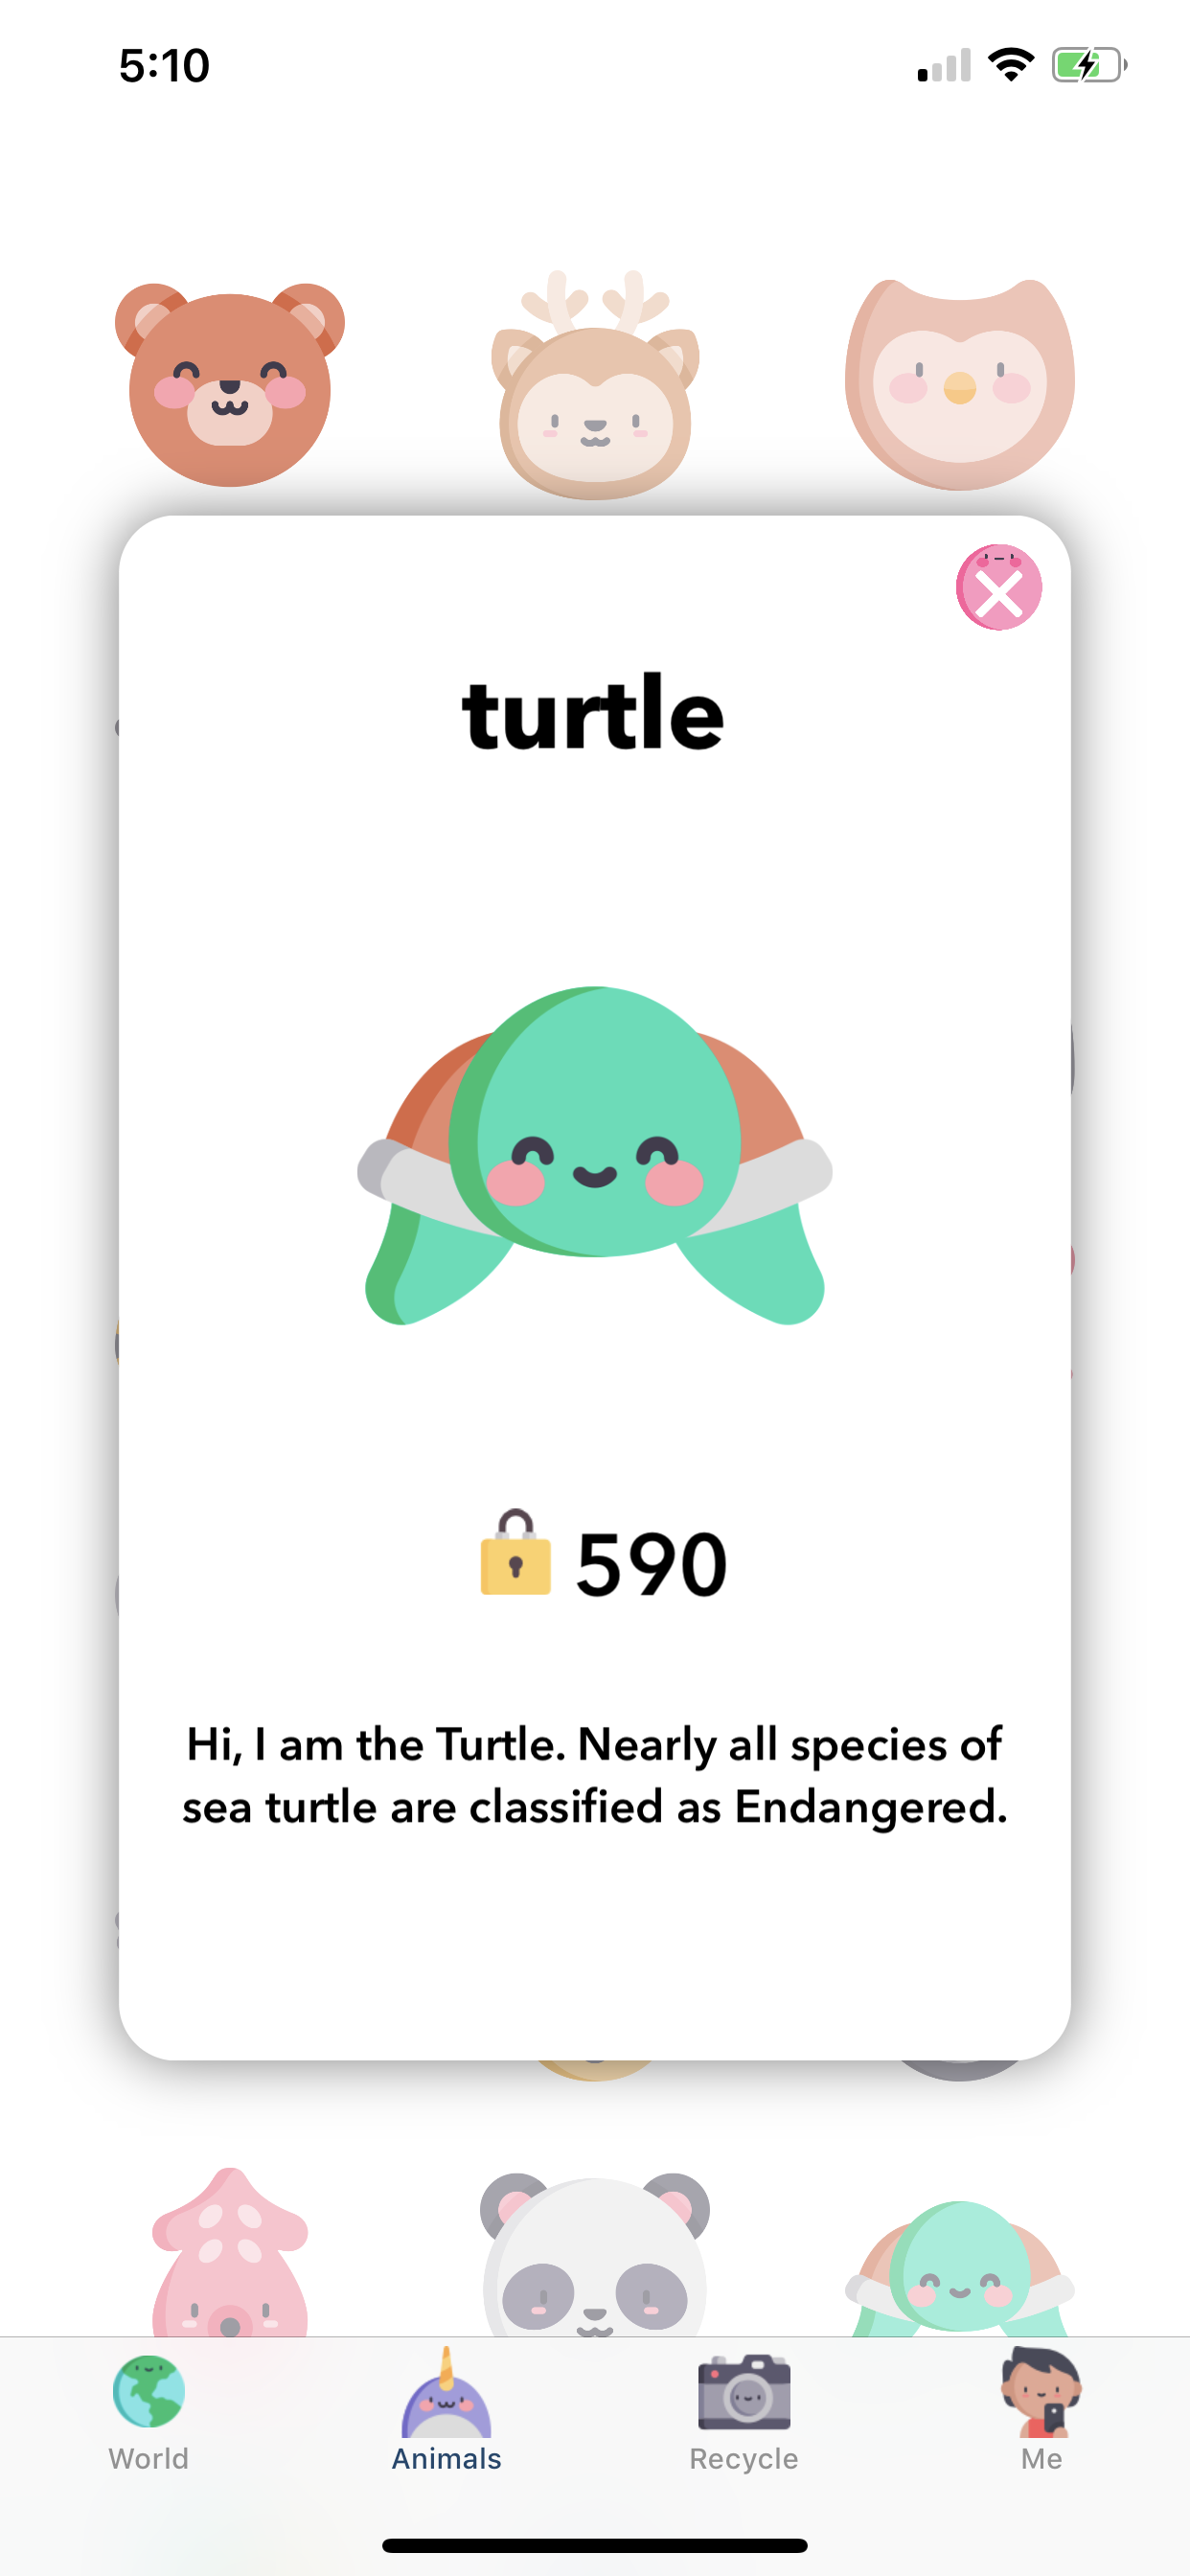 5:10
turtle
590
Hi, I am the Turtle. Nearly all species of
sea turtle are classified as Endangered.
World
Animals
Recycle
Me